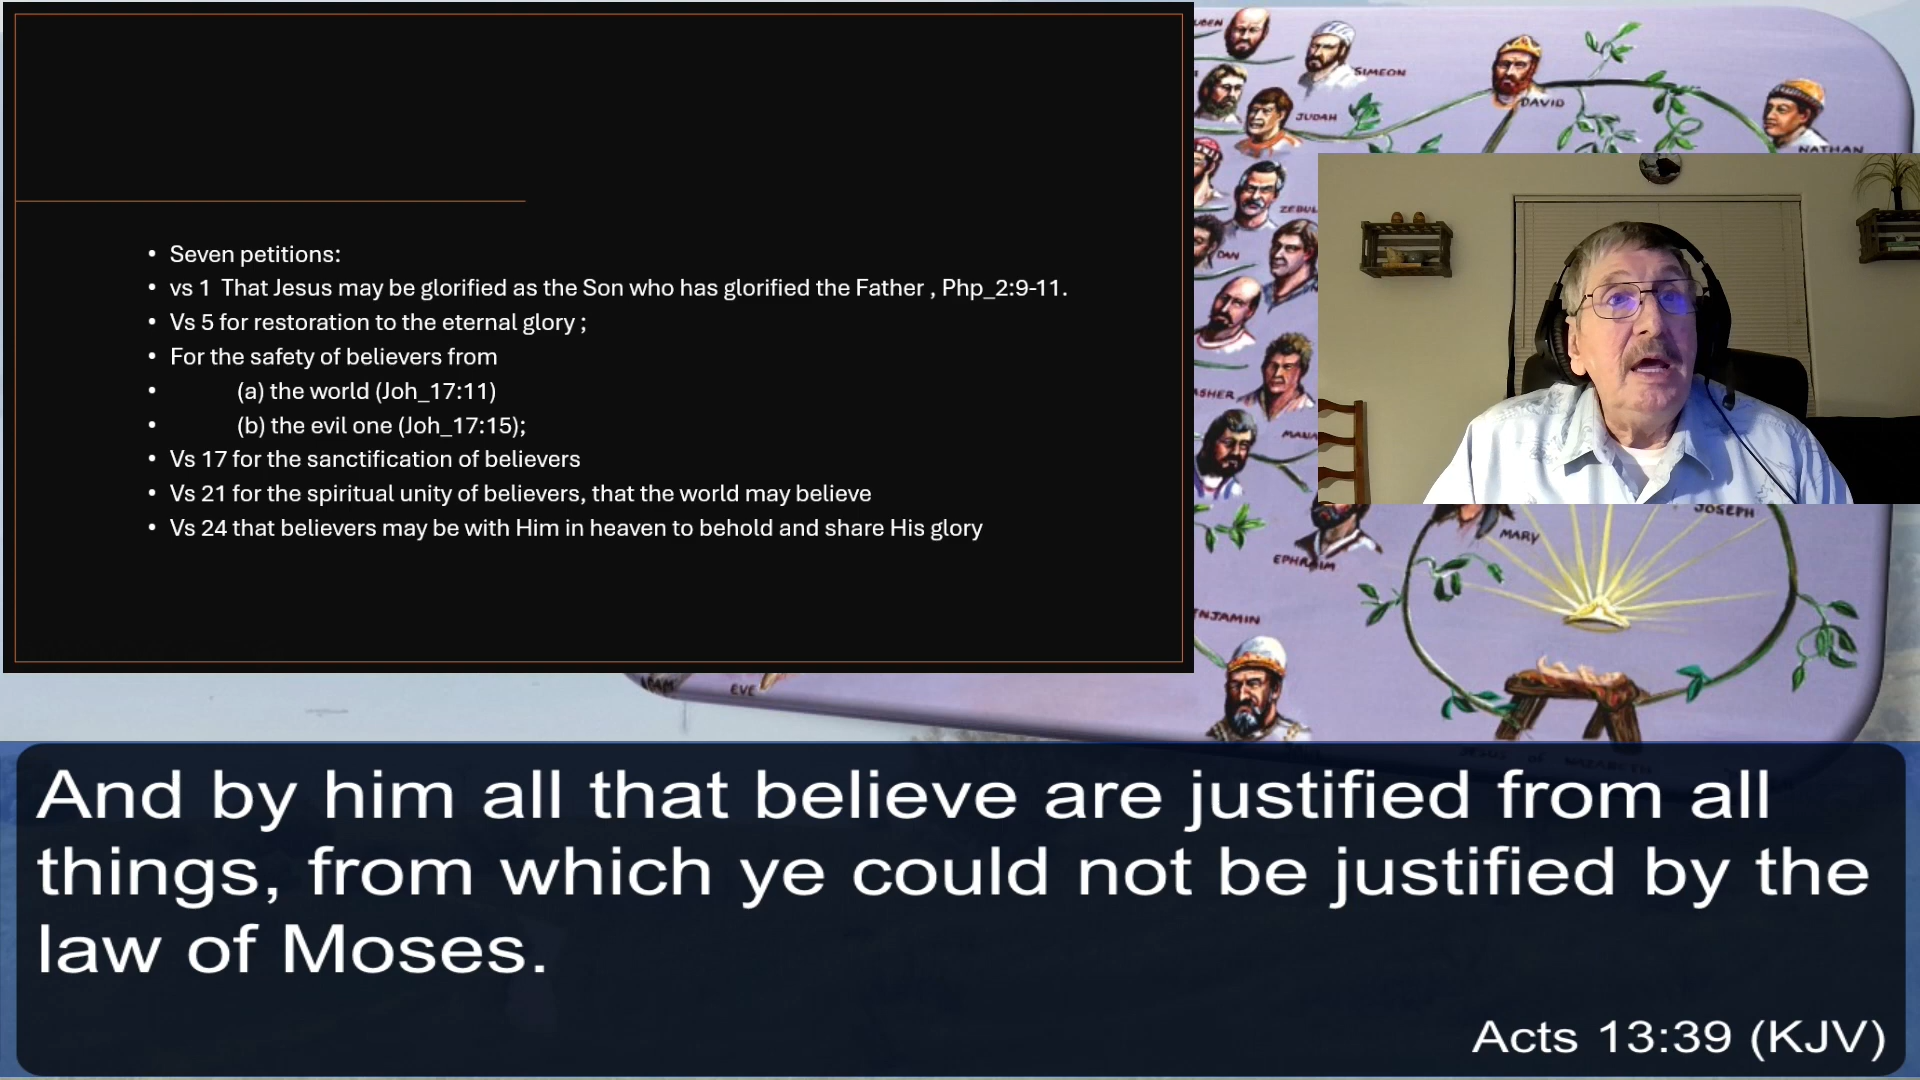 • Seven petitions:
• vs 1 That Jesus may be glorified as the Son who has glorified the Father , Php_2:9-11.
• Vs 5 for restoration to the eternal glory ;
• For the safety of believers from
• (a) the world (Joh_17:11)
• (b) the evil one (Joh_17:15);
• Vs 17 for the sanctification of believers
• Vs 21 for the spiritual unity of believers, that the world may believe
• Vs 24 that believers may be with Him in heaven to behold and share His glory
SIMEON
DAVID
JUDAH
NATHAN
DAN
ASHER
JOSEPH
MARY
EPHRAIM
ADAM
EVE
And by him all that believe are justified from all
things, from which ye could not be justified by the
law of Moses.
Acts 13:39 (KJV)